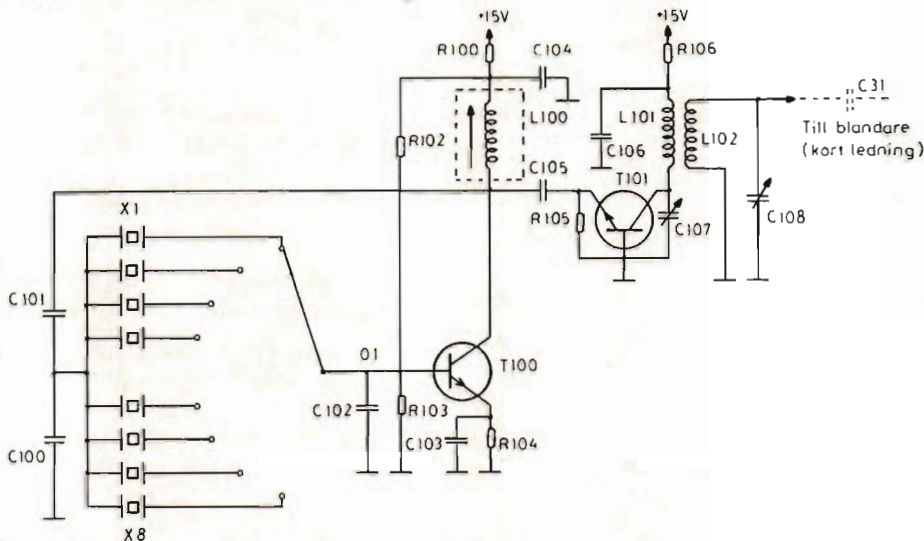 +15V
+15V
R100
C104
R106
C31
L100
L101
L102
Till blandare
(kort ledning)
R102
C106
C105
T101
X1
R105
C107
C108
C101
01
T100
C102
R103
C103
R104
C100
X8